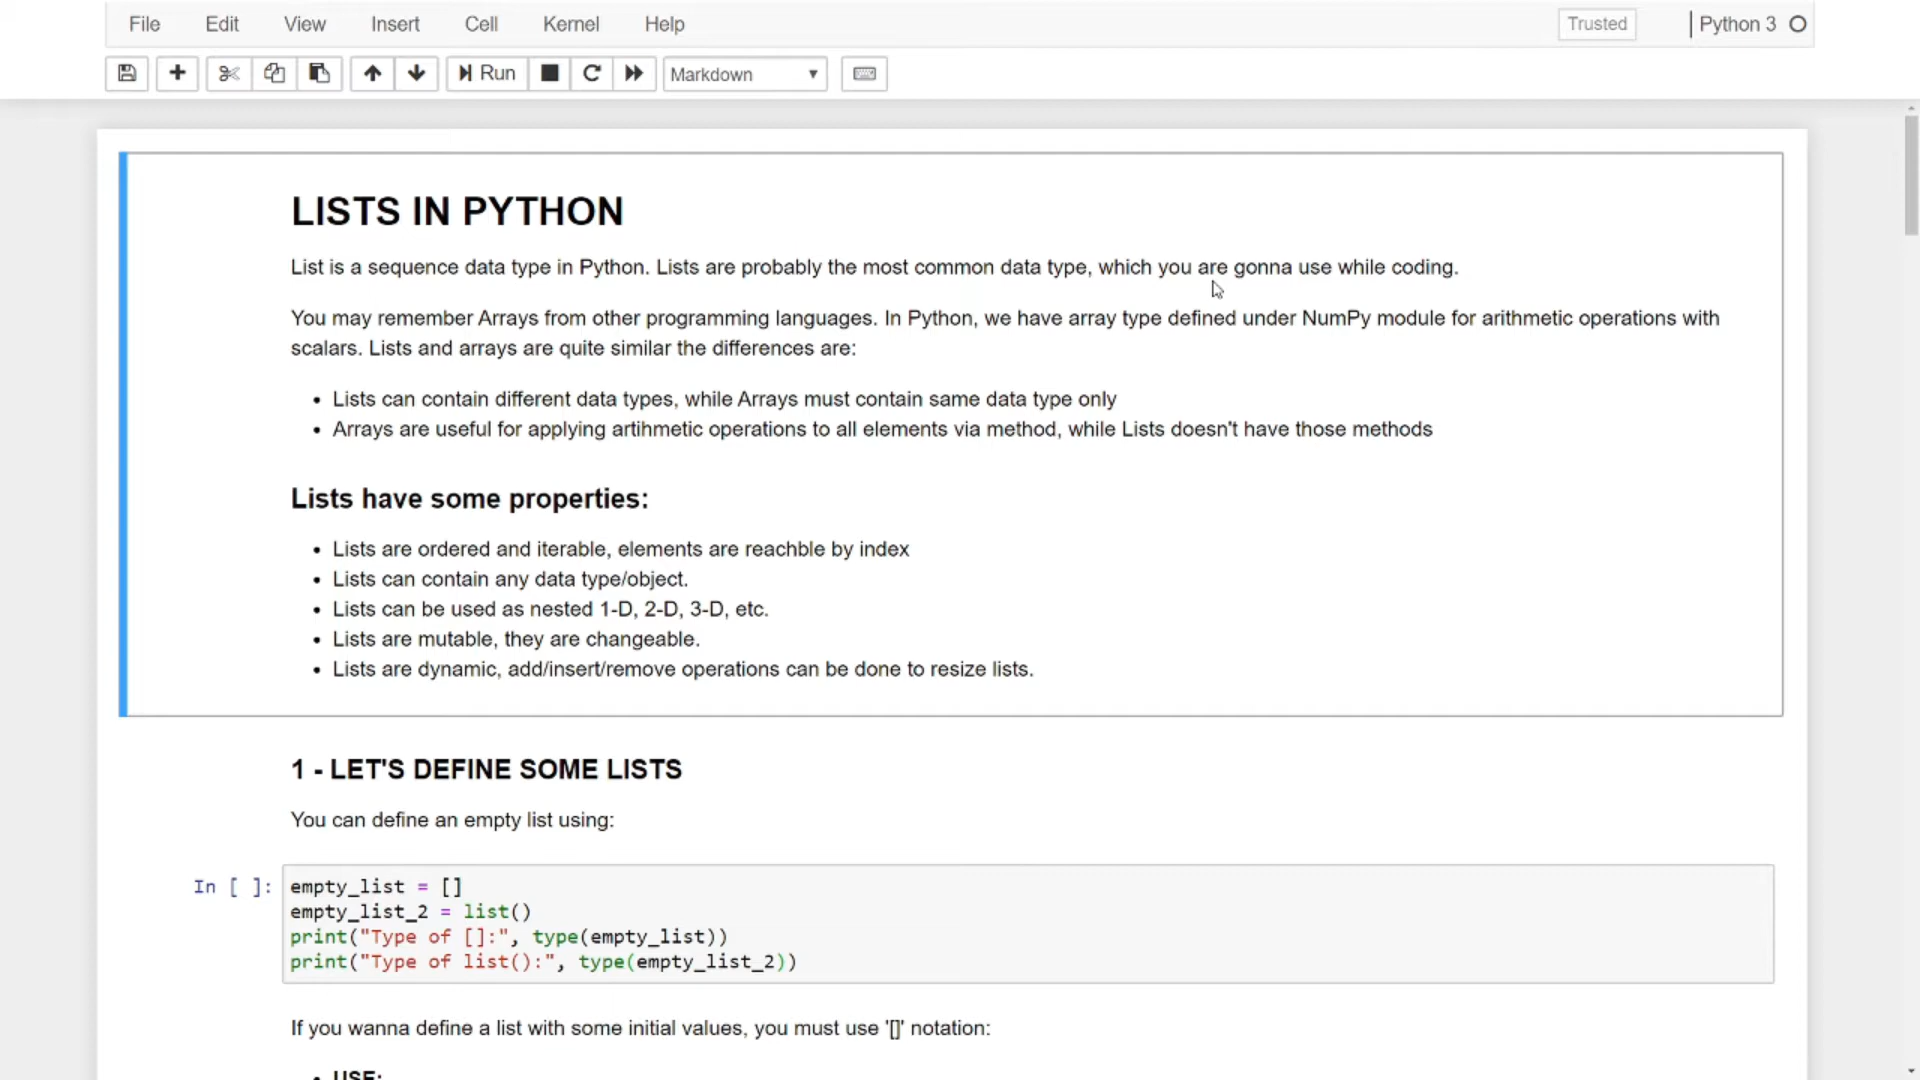 File Edit View Insert Cell Kernel Help Trusted Python 3
Run Markdown
LISTS IN PYTHON
List is a sequence data type in Python. Lists are probably the most common data type, which you are gonna use while coding.
You may remember Arrays from other programming languages. In Python, we have array type defined under NumPy module for arithmetic operations with
scalars. Lists and arrays are quite similar the differences are:
• Lists can contain different data types, while Arrays must contain same data type only
• Arrays are useful for applying artihmetic operations to all elements via method, while Lists doesn't have those methods
Lists have some properties:
• Lists are ordered and iterable, elements are reachble by index
• Lists can contain any data type/object.
• Lists can be used as nested 1-D, 2-D, 3-D, etc.
• Lists are mutable, they are changeable.
• Lists are dynamic, add/insert/remove operations can be done to resize lists.
1 - LET'S DEFINE SOME LISTS
You can define an empty list using:
In [ ]: empty_list = []
empty_list_2 = list()
print("Type of []:", type(empty_list))
print("Type of list():", type(empty_list_2))
If you wanna define a list with some initial values, you must use '[]' notation:
• USE: